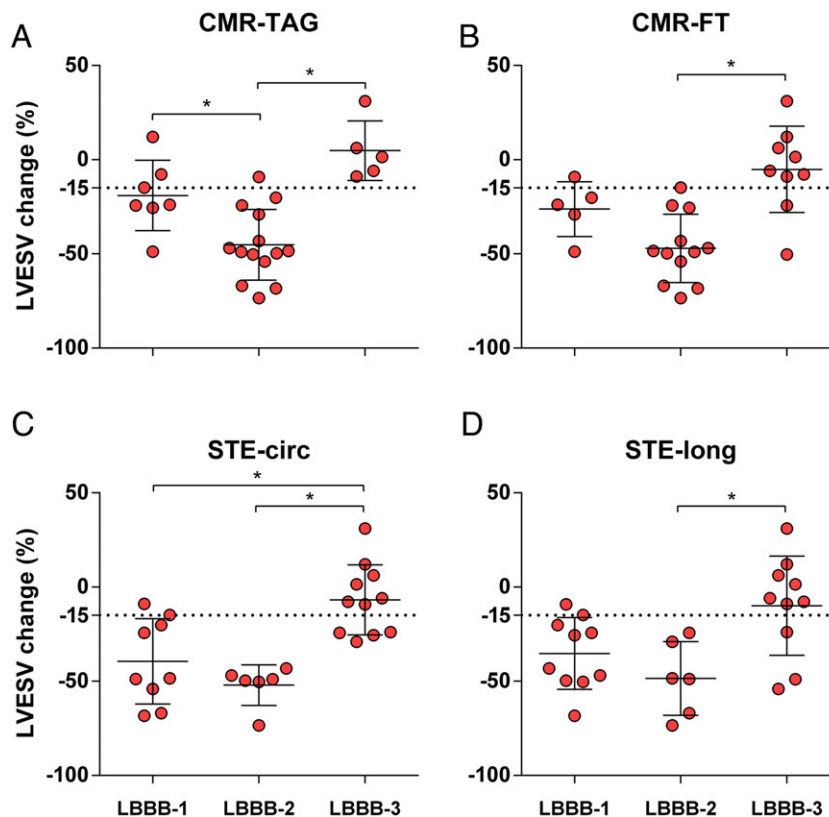 A
CMR-TAG
LVESV change (%)
50
0
-15
-50
-100
*
*
B
CMR-FT
50
0
-15
-50
-100
*
C
STE-circ
LVESV change (%)
50
0
-15
-50
-100
*
*
LBBB-1 LBBB-2 LBBB-3
D
STE-long
50
0
-15
-50
-100
*
LBBB-1 LBBB-2 LBBB-3